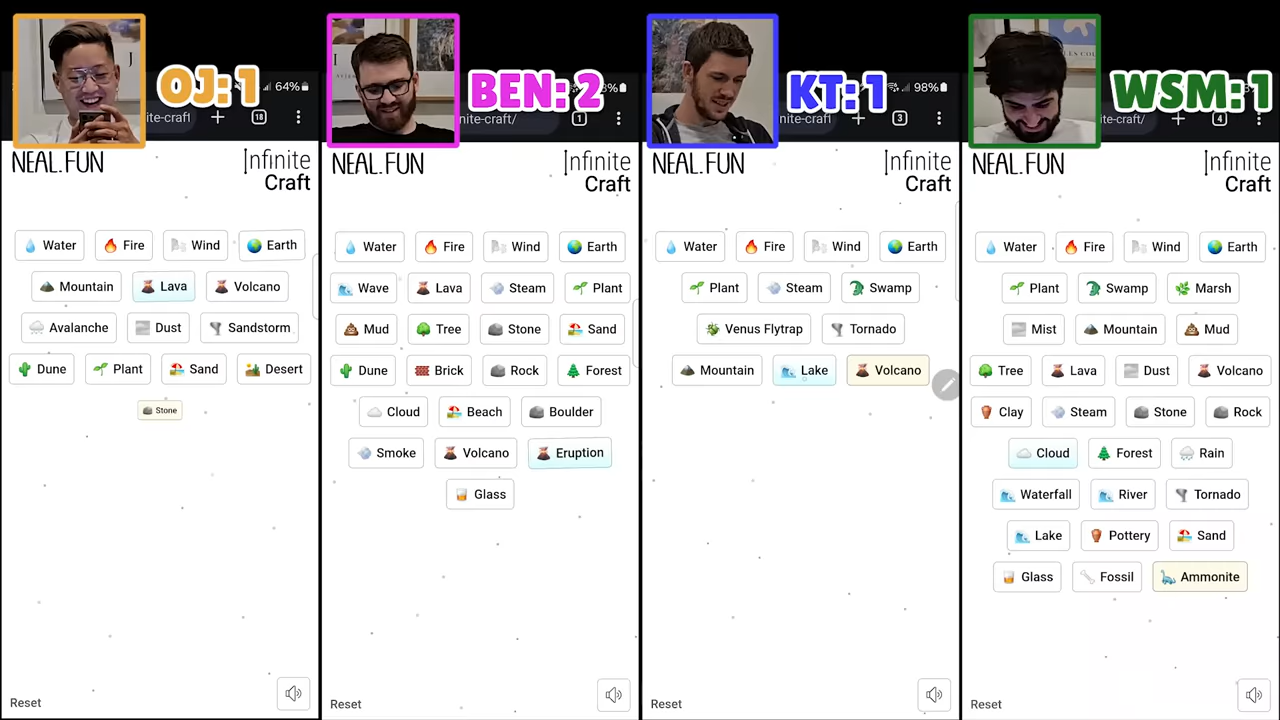 OJ: 1
64%
nite-craft
18
NEAL.FUN
Infinite
Craft
Water
Fire
Wind
Earth
Mountain
Lava
Volcano
Avalanche
Dust
Sandstorm
Dune
Plant
Sand
Desert
Stone
Reset
BEN: 2
nite-craft/
1
NEAL.FUN
Infinite
Craft
Water
Fire
Wind
Earth
Wave
Lava
Steam
Plant
Mud
Tree
Stone
Sand
Dune
Brick
Rock
Forest
Cloud
Beach
Boulder
Smoke
Volcano
Eruption
Glass
Reset
KT: 1
98%
nite-craft/
3
NEAL.FUN
Infinite
Craft
Water
Fire
Wind
Earth
Plant
Steam
Swamp
Venus Flytrap
Tornado
Mountain
Lake
Volcano
Reset
WSM: 1
4
NEAL.FUN
Infinite
Craft
Water
Fire
Wind
Earth
Plant
Swamp
Marsh
Mist
Mountain
Mud
Tree
Lava
Dust
Volcano
Clay
Steam
Stone
Rock
Cloud
Forest
Rain
Waterfall
River
Tornado
Lake
Pottery
Sand
Glass
Fossil
Ammonite
Reset